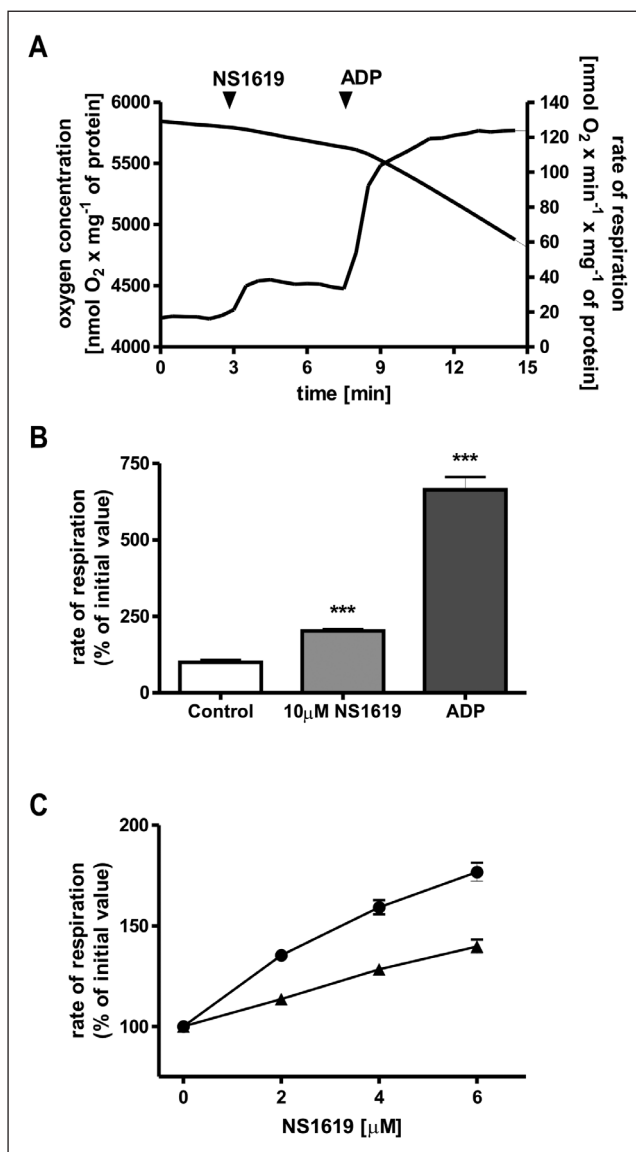 A
NS1619 ADP
oxygen concentration
[nmol O₂ x mg⁻¹ of protein]
6000
5500
5000
4500
4000
140
120
100
80
60
40
20
0
rate of respiration
[nmol O₂ x min⁻¹ x mg⁻¹ of protein]
0 3 6 9 12 15
time [min]
B
rate of respiration
(% of initial value)
750
500
250
0
***
***
Control 10μM NS1619 ADP
C
rate of respiration
(% of initial value)
200
150
100
0 2 4 6
NS1619 [μM]